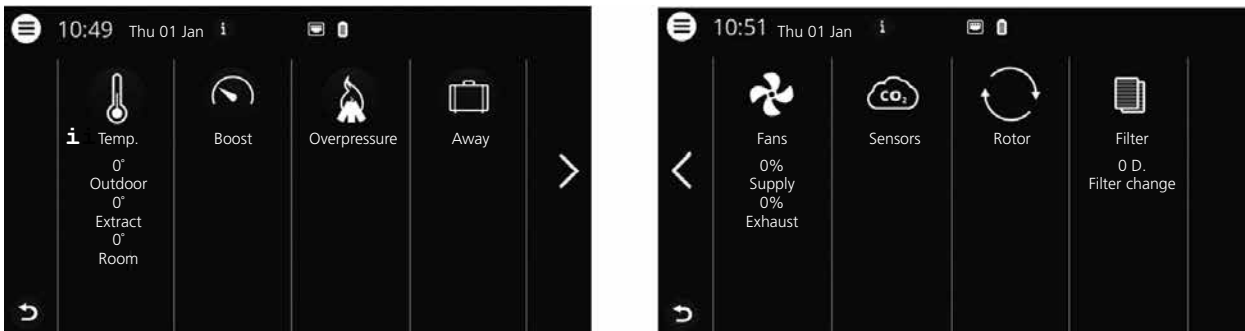 10:49 Thu 01 Jan i
i Temp.
0°
Outdoor
0°
Extract
0°
Room
Boost
Overpressure
Away
10:51 Thu 01 Jan i
Fans
0%
Supply
0%
Exhaust
CO₂
Sensors
Rotor
Filter
0 D.
Filter change